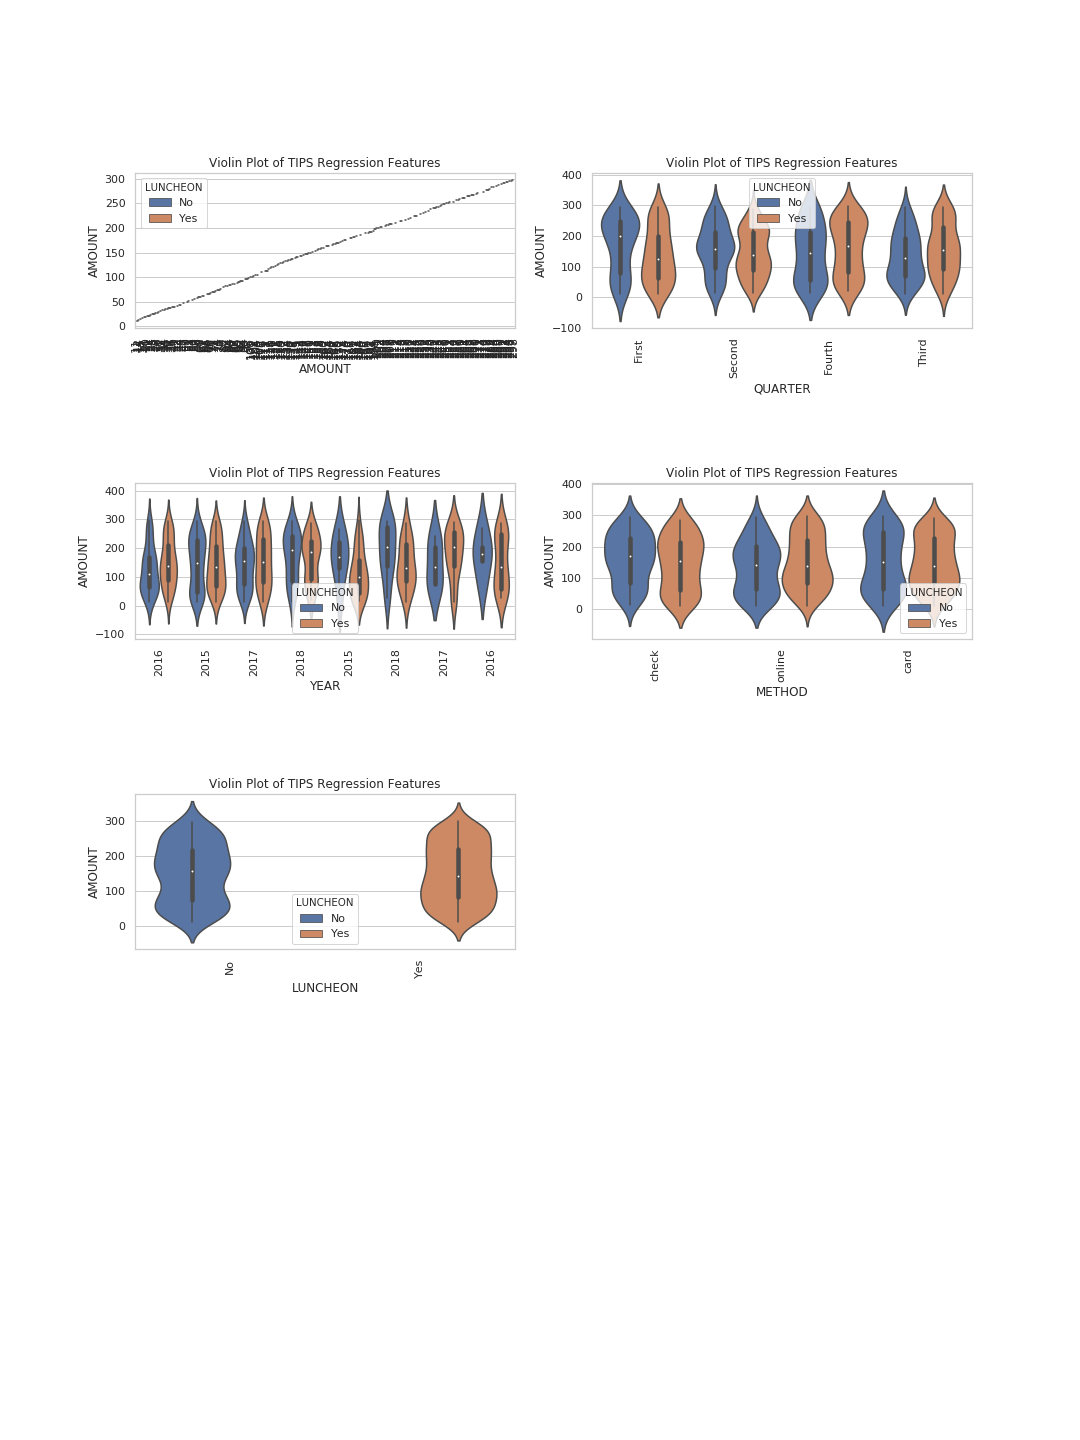 Violin Plot of TIPS Regression Features
300
250
200
150
100
50
0
AMOUNT
LUNCHEON
No
Yes
AMOUNT
Violin Plot of TIPS Regression Features
400
300
200
100
0
−100
AMOUNT
LUNCHEON
No
Yes
First
Second
Fourth
Third
QUARTER
Violin Plot of TIPS Regression Features
400
300
200
100
0
−100
AMOUNT
LUNCHEON
No
Yes
2016
2015
2017
2018
2015
2018
2017
2016
YEAR
Violin Plot of TIPS Regression Features
400
300
200
100
0
AMOUNT
LUNCHEON
No
Yes
check
online
card
METHOD
Violin Plot of TIPS Regression Features
300
200
100
0
AMOUNT
LUNCHEON
No
Yes
No
Yes
LUNCHEON